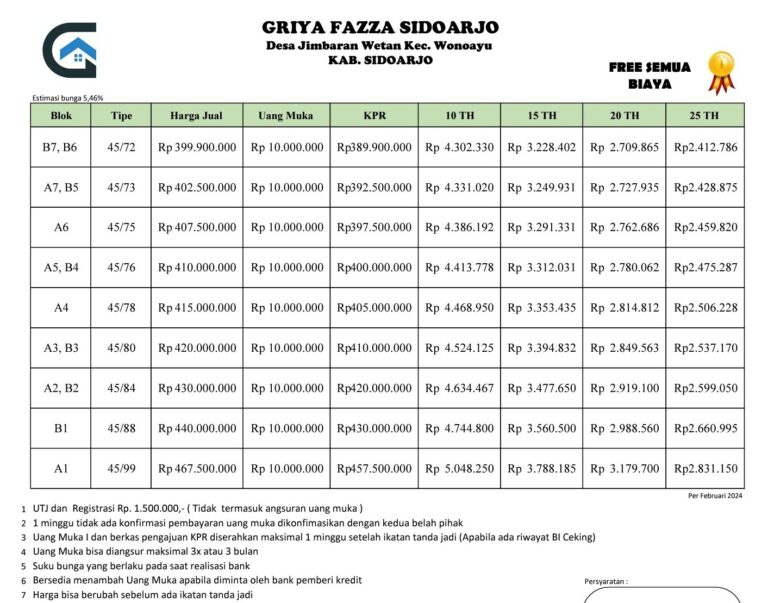 GRIYA FAZZA SIDOARJO
Desa Jimbaran Wetan Kec. Wonoayu
KAB. SIDOARJO
FREE SEMUA
BIAYA
Estimasi bunga 5,46%
Blok Tipe Harga Jual Uang Muka KPR 10 TH 15 TH 20 TH 25 TH
B7, B6 45/72 Rp 399.900.000 Rp 10.000.000 Rp389.900.000 Rp 4.302.330 Rp 3.228.402 Rp 2.709.865 Rp2.412.786
A7, B5 45/73 Rp 402.500.000 Rp 10.000.000 Rp392.500.000 Rp 4.331.020 Rp 3.249.931 Rp 2.727.935 Rp2.428.875
A6 45/75 Rp 407.500.000 Rp 10.000.000 Rp397.500.000 Rp 4.386.192 Rp 3.291.331 Rp 2.762.686 Rp2.459.820
A5, B4 45/76 Rp 410.000.000 Rp 10.000.000 Rp400.000.000 Rp 4.413.778 Rp 3.312.031 Rp 2.780.062 Rp2.475.287
A4 45/78 Rp 415.000.000 Rp 10.000.000 Rp405.000.000 Rp 4.468.950 Rp 3.353.435 Rp 2.814.812 Rp2.506.228
A3, B3 45/80 Rp 420.000.000 Rp 10.000.000 Rp410.000.000 Rp 4.524.125 Rp 3.394.832 Rp 2.849.563 Rp2.537.170
A2, B2 45/84 Rp 430.000.000 Rp 10.000.000 Rp420.000.000 Rp 4.634.467 Rp 3.477.650 Rp 2.919.100 Rp2.599.050
B1 45/88 Rp 440.000.000 Rp 10.000.000 Rp430.000.000 Rp 4.744.800 Rp 3.560.500 Rp 2.988.560 Rp2.660.995
A1 45/99 Rp 467.500.000 Rp 10.000.000 Rp457.500.000 Rp 5.048.250 Rp 3.788.185 Rp 3.179.700 Rp2.831.150
Per Februari 2024
1 UTJ dan Registrasi Rp. 1.500.000,- ( Tidak termasuk angsuran uang muka )
2 1 minggu tidak ada konfirmasi pembayaran uang muka dikonfimasikan dengan kedua belah pihak
3 Uang Muka I dan berkas pengajuan KPR diserahkan maksimal 1 minggu setelah ikatan tanda jadi (Apabila ada riwayat BI Ceking)
4 Uang Muka bisa diangsur maksimal 3x atau 3 bulan
5 Suku bunga yang berlaku pada saat realisasi bank
6 Bersedia menambah Uang Muka apabila diminta oleh bank pemberi kredit
7 Harga bisa berubah sebelum ada ikatan tanda jadi
Persyaratan :